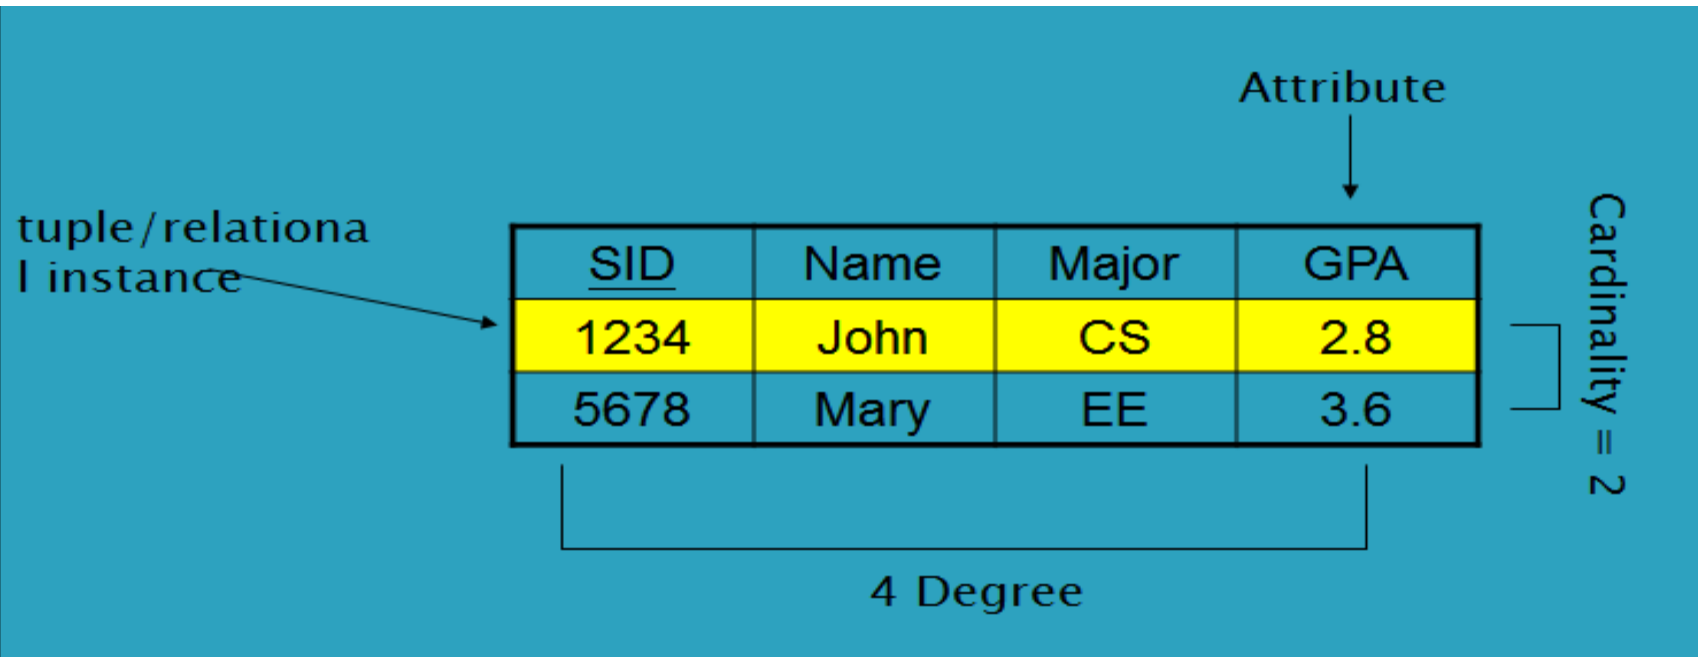 Attribute
tuple/relationa
l instance
SID Name Major GPA
1234 John CS 2.8
5678 Mary EE 3.6
Cardinality = 2
4 Degree